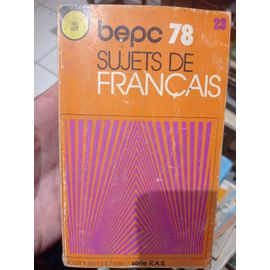 bepc 78
23
SUJETS DE
FRANÇAIS
classiques hachette / série R.A.S.